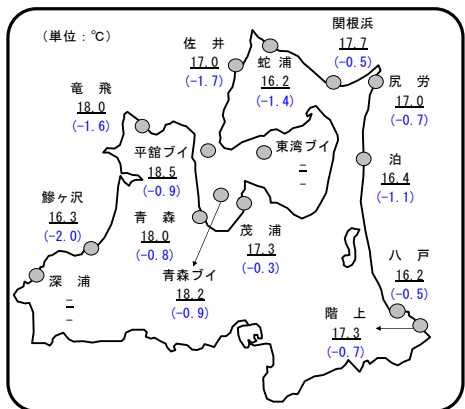 (単位：℃)
関根浜
17.7
(-0.5)
佐　井
17.0
(-1.7)
蛇　浦
16.2
(-1.4)
尻　労
17.0
(-0.7)
竜　飛
18.0
(-1.6)
平舘ブイ
18.5
(-0.9)
東湾ブイ
－
－
泊
16.4
(-1.1)
鰺ヶ沢
16.3
(-2.0)
青　森
18.0
(-0.8)
茂　浦
17.3
(-0.3)
深　浦
－
－
青森ブイ
18.2
(-0.9)
八　戸
16.2
(-0.5)
階　上
17.3
(-0.7)